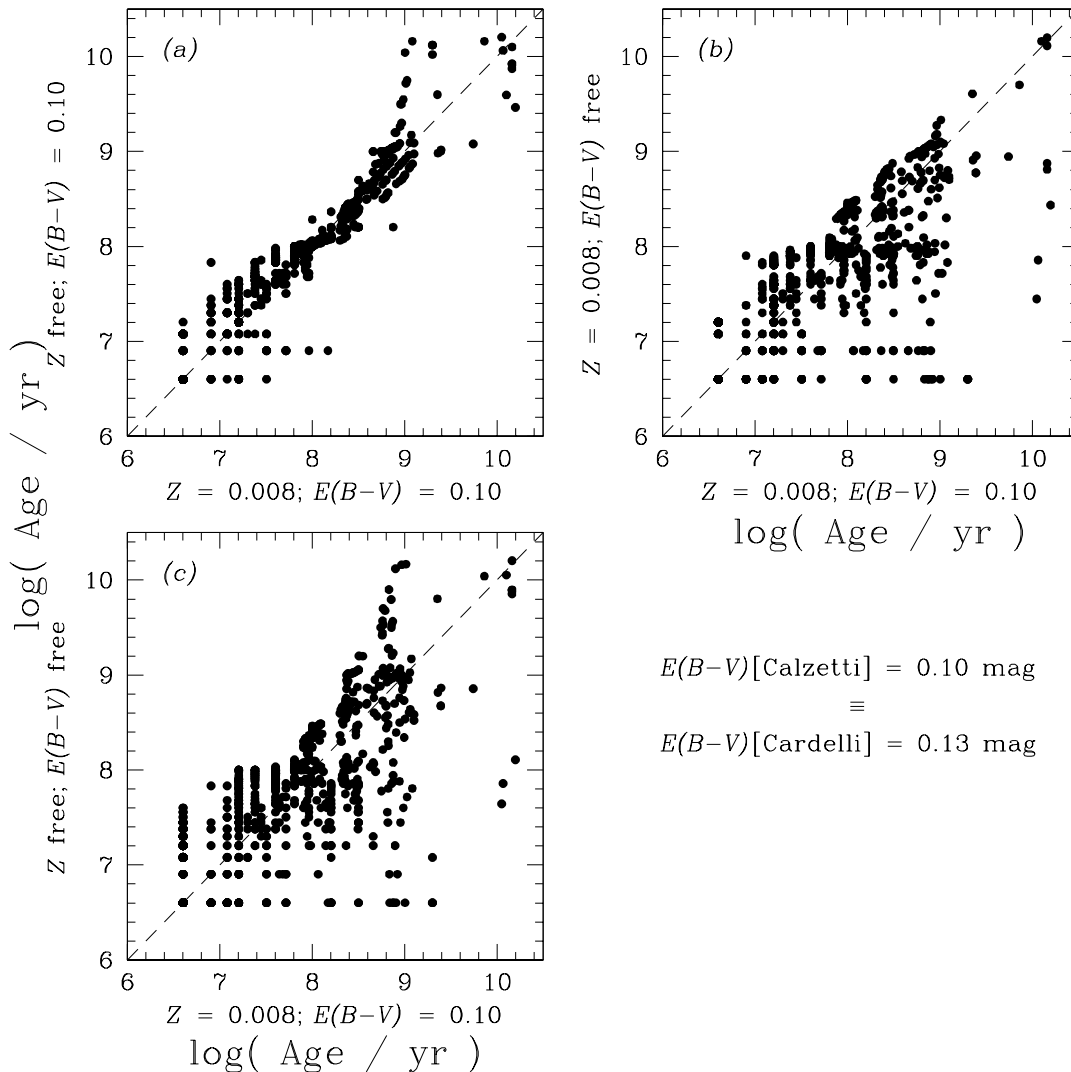 (a)
10
9
8
7
6
6 7 8 9 10
Z free; E(B−V) = 0.10
Z = 0.008; E(B−V) = 0.10
(b)
10
9
8
7
6
6 7 8 9 10
Z = 0.008; E(B−V) free
Z = 0.008; E(B−V) = 0.10
log( Age / yr )
log( Age / yr )
(c)
10
9
8
7
6
6 7 8 9 10
Z free; E(B−V) free
Z = 0.008; E(B−V) = 0.10
log( Age / yr )
E(B−V)[Calzetti] = 0.10 mag
≡
E(B−V)[Cardelli] = 0.13 mag